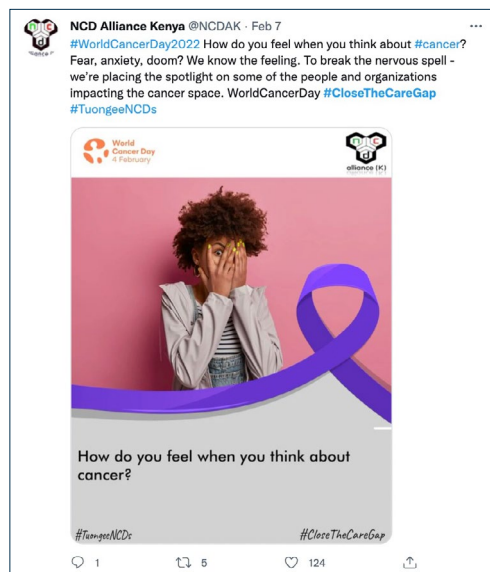 NCD Alliance Kenya @NCDAK · Feb 7
#WorldCancerDay2022 How do you feel when you think about #cancer?
Fear, anxiety, doom? We know the feeling. To break the nervous spell -
we're placing the spotlight on some of the people and organizations
impacting the cancer space. WorldCancerDay #CloseTheCareGap
#TuongeeNCDs
World
Cancer Day
4 February
n c
d
alliance (K)
How do you feel when you think about
cancer?
#TuongeeNCDs
#CloseTheCareGap
1 5 124